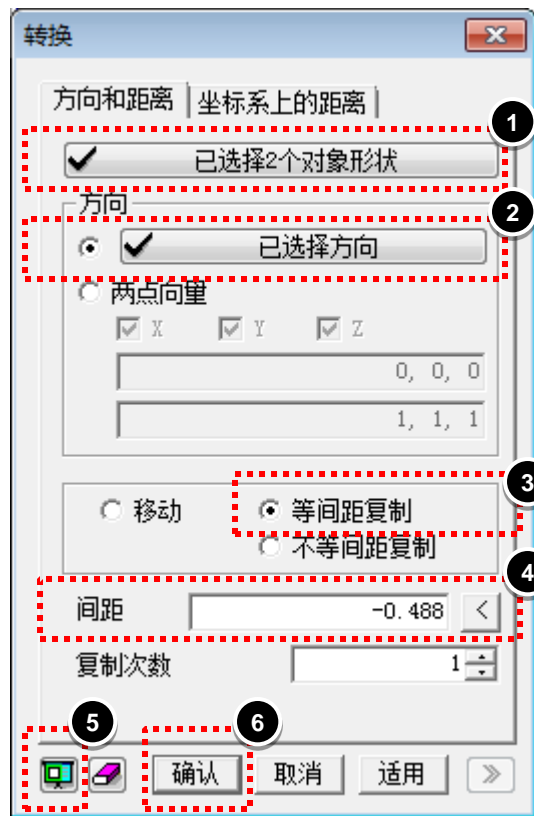 转换
方向和距离 坐标系上的距离
1
已选择2个对象形状
方向
2
已选择方向
两点向量
X Y Z
0, 0, 0
1, 1, 1
3
移动 等间距复制
不等间距复制
4
间距 -0.488 <
复制次数 1
5 6
确认 取消 适用 >>